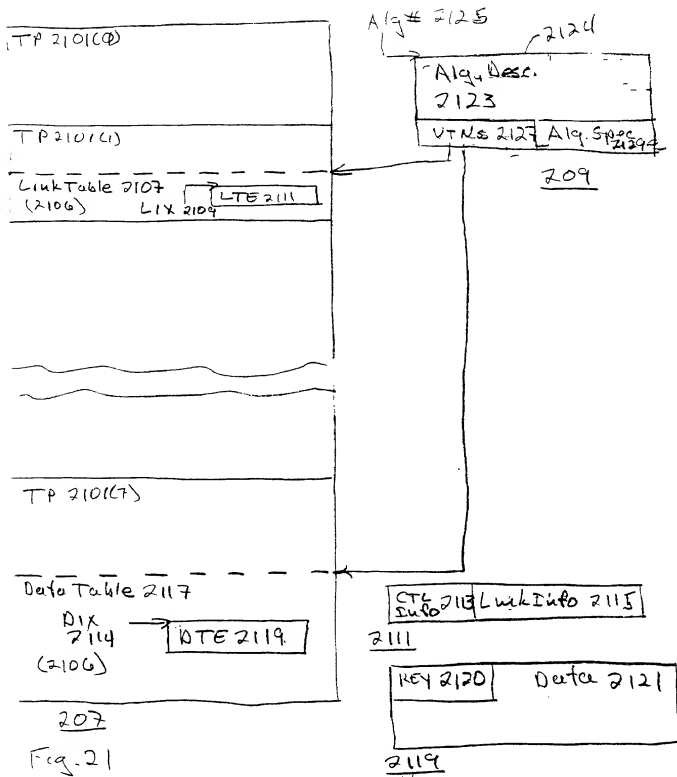 Alg# 2125
2124
TP 2101(0)
Alg. Desc.
2123
VTN# 2127 Alg. Spec 2129
209
TP 2101(1)
Link Table 2107
(2106) LIX 2109 LTE 2111
TP 2101(7)
Data Table 2117
DIX
2114 DTE 2119
(2106)
207
Fig. 21
CTL Info 2113 Link Info 2115
2111
KEY 2120 Data 2121
2119